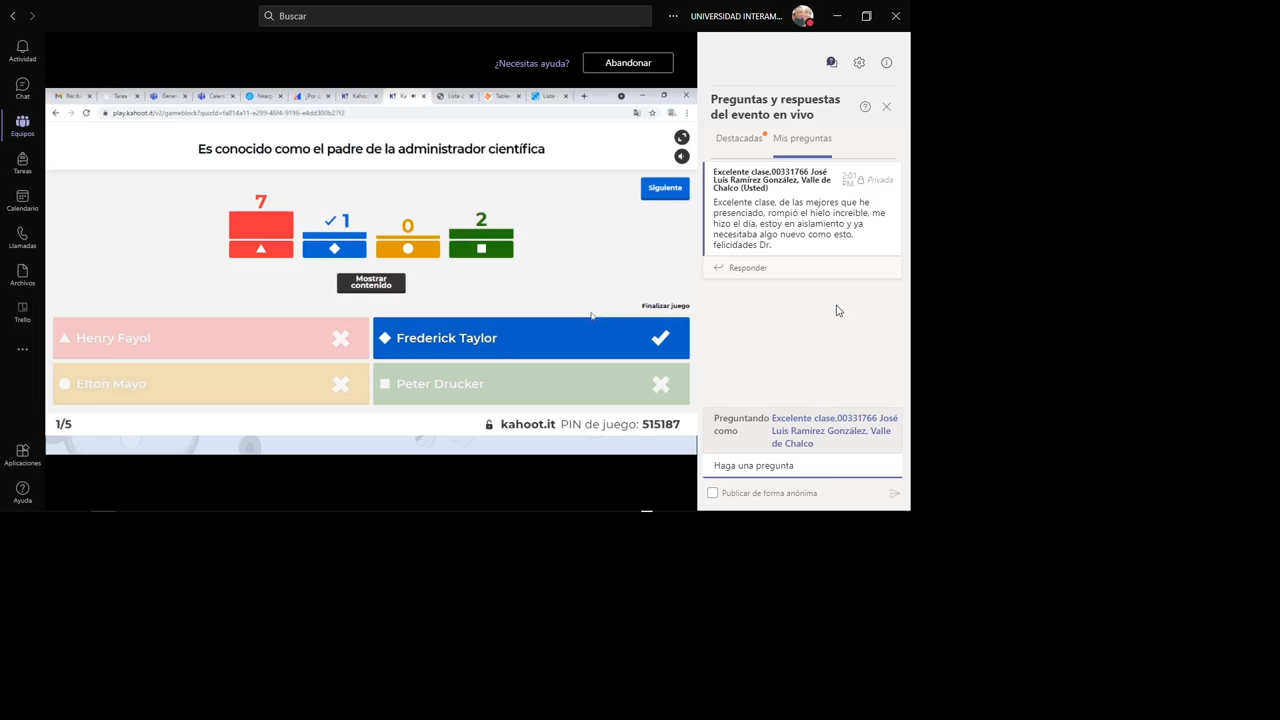 Buscar
UNIVERSIDAD INTERAM...
Actividad
Chat
Equipos
Tareas
Calendario
Llamadas
Archivos
Trello
Aplicaciones
Ayuda
¿Necesitas ayuda?
Abandonar
Es conocido como el padre de la administrador científica
Siguiente
7
1
0
2
Mostrar
contenido
Finalizar juego
Henry Fayol
Frederick Taylor
Elton Mayo
Peter Drucker
1/5
kahoot.it PIN de juego: 515187
Preguntas y respuestas
del evento en vivo
Destacadas
Mis preguntas
Excelente clase,00331766 José
Luis Ramírez González, Valle de
Chalco (Usted)
2:01
PM
Privada
Excelente clase, de las mejores que he
presenciado, rompió el hielo increible, me
hizo el día, estoy en aislamiento y ya
necesitaba algo nuevo como esto,
felicidades Dr.
Responder
Preguntando
como
Excelente clase,00331766 José
Luis Ramírez González, Valle
de Chalco
Haga una pregunta
Publicar de forma anónima